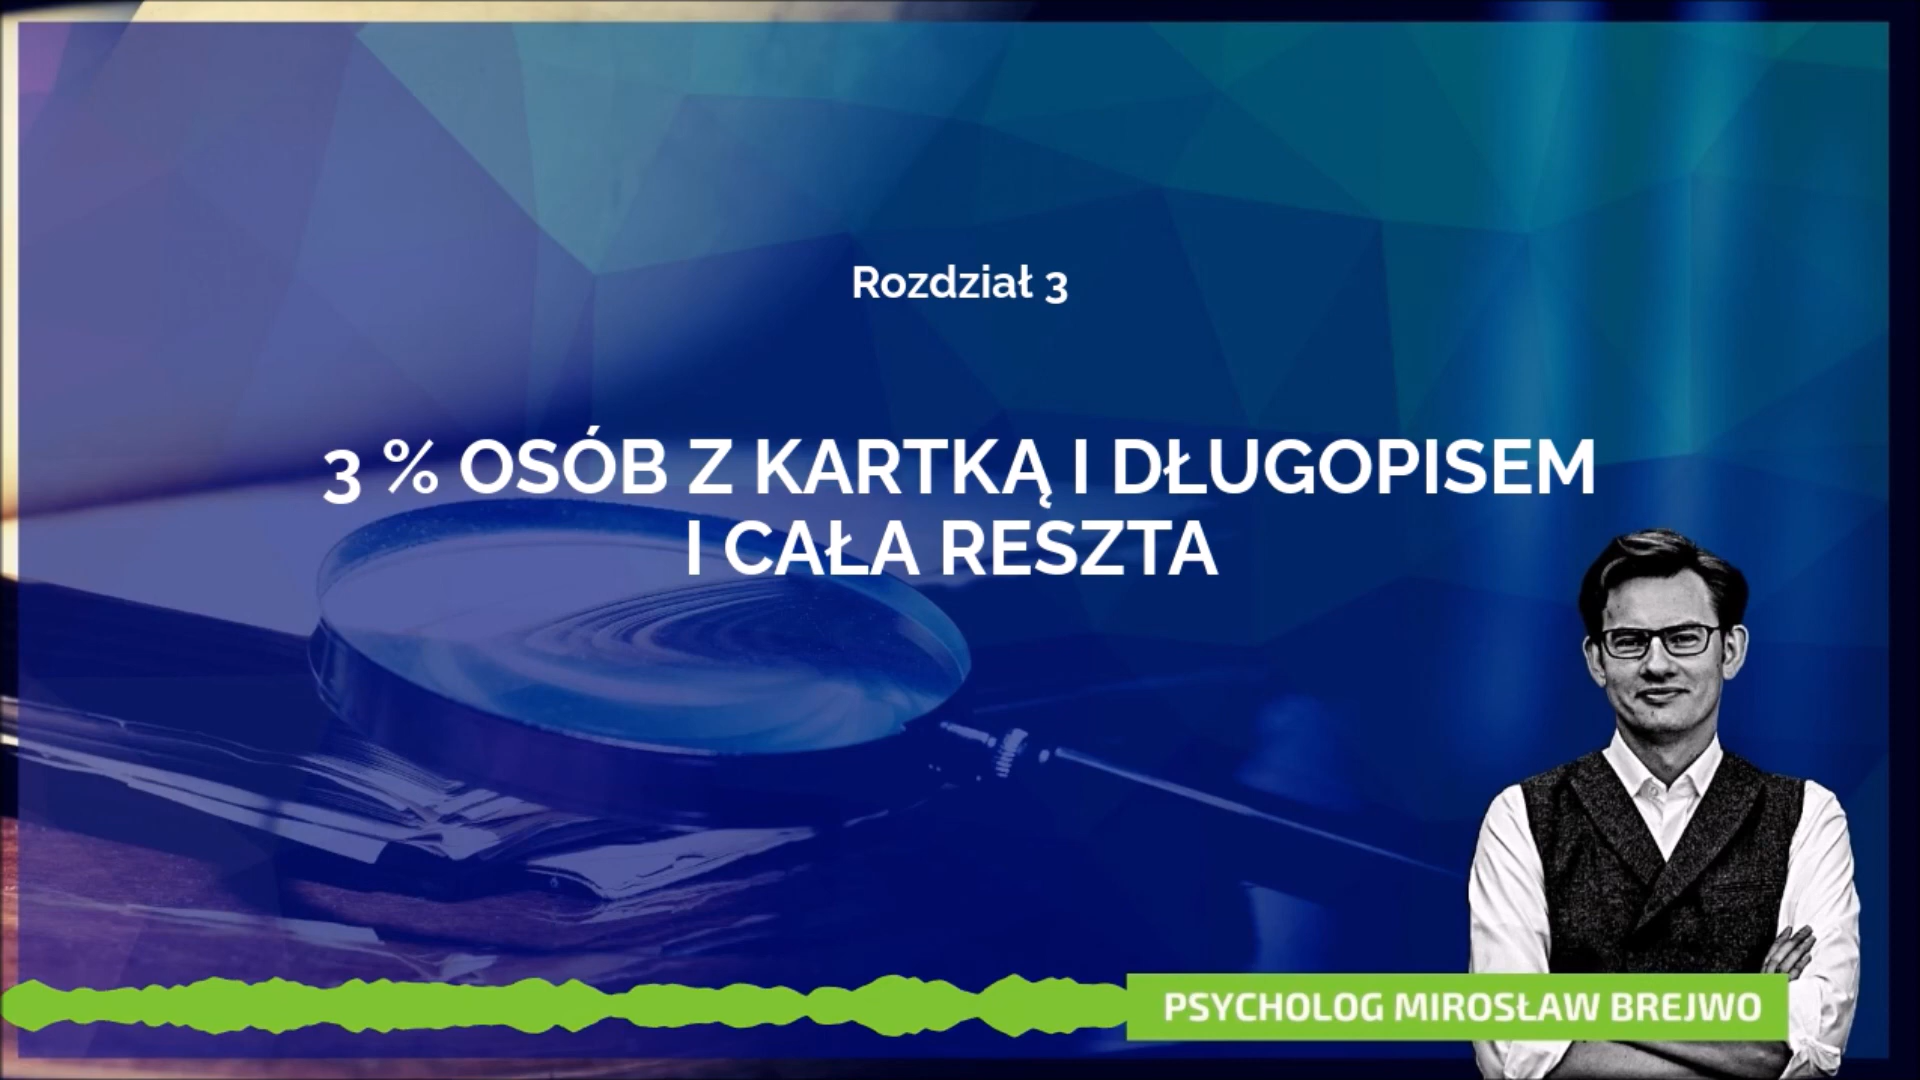 Rozdział 3
3 % OSÓB Z KARTKĄ I DŁUGOPISEM
I CAŁA RESZTA
PSYCHOLOG MIROSŁAW BREJWO